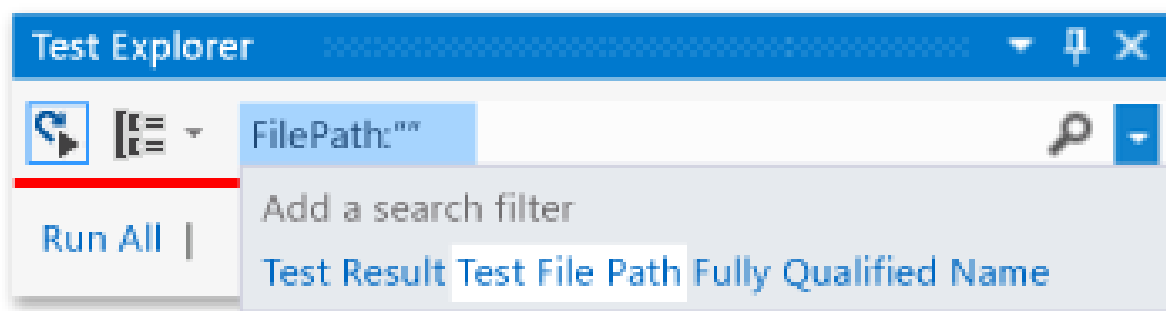 Test Explorer
FilePath:""
Add a search filter
Run All |
Test Result Test File Path Fully Qualified Name